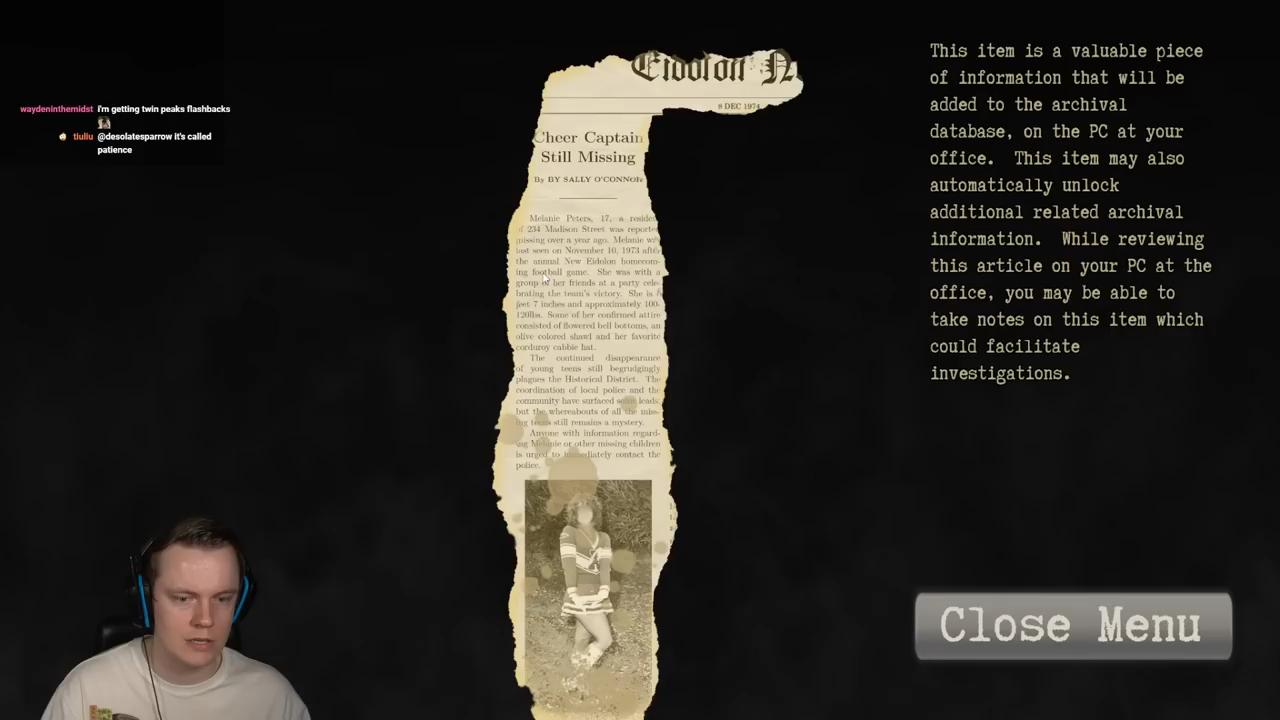 waydeninthemidst i'm getting twin peaks flashbacks
tiuliu @desolatesparrow it's called
patience
Eidolon N
8 DEC 1974
Cheer Captain
Still Missing
By BY SALLY O'CONNOR
Melanie Peters, 17, a residen
of 234 Madison Street was reporte
missing over a year ago. Melanie wa
last seen on November 10, 1973 afte
the annual New Eidolon homecom-
ing football game. She was with a
group of her friends at a party cele-
brating the team's victory. She is
feet 7 inches and approximately 100-
120lbs. Some of her confirmed attire
consisted of flowered bell bottoms, an
olive colored shawl and her favorite
corduroy cabbie hat.
The continued disappearance
of young teens still begrudgingly
plagues the Historical District. The
coordination of local police and the
community have surfaced some leads
but the whereabouts of all the miss-
ing teens still remains a mystery.
Anyone with information regard-
ing Melanie or other missing children
is urged to immediately contact the
police.
This item is a valuable piece
of information that will be
added to the archival
database, on the PC at your
office. This item may also
automatically unlock
additional related archival
information. While reviewing
this article on your PC at the
office, you may be able to
take notes on this item which
could facilitate
investigations.
Close Menu